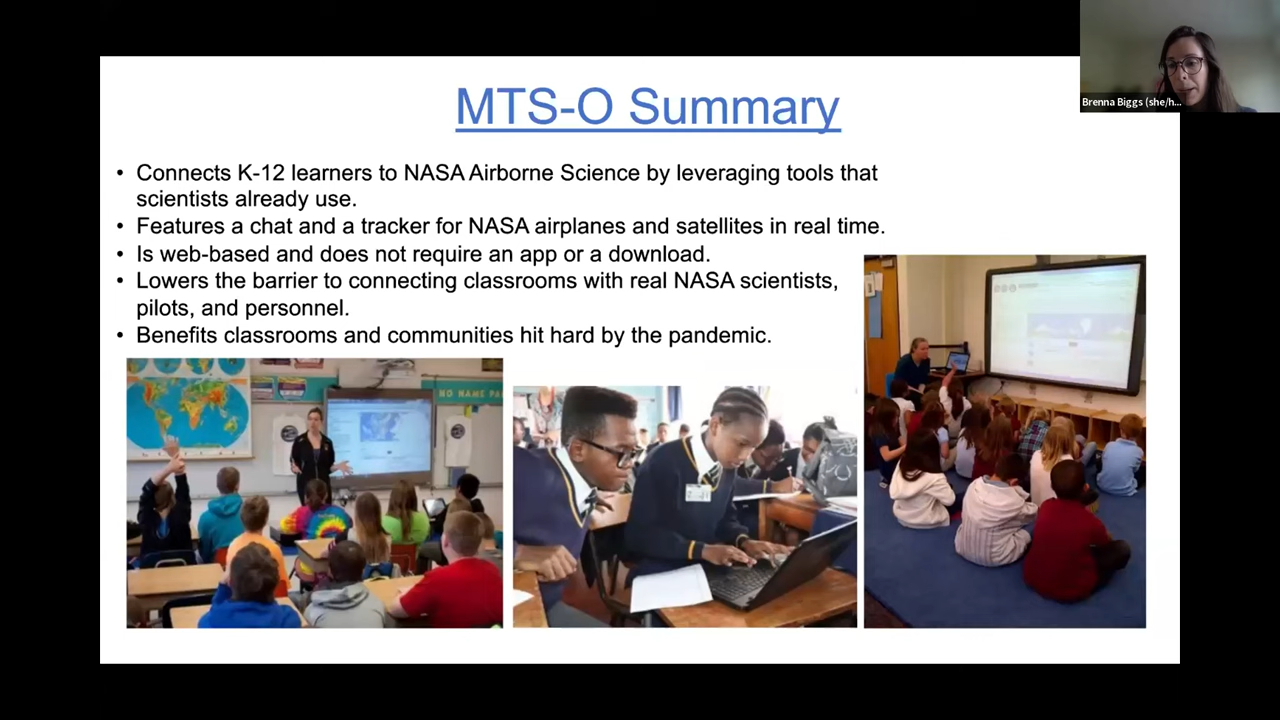 MTS-O Summary
Brenna Biggs (she/h...
• Connects K-12 learners to NASA Airborne Science by leveraging tools that
scientists already use.
• Features a chat and a tracker for NASA airplanes and satellites in real time.
• Is web-based and does not require an app or a download.
• Lowers the barrier to connecting classrooms with real NASA scientists,
pilots, and personnel.
• Benefits classrooms and communities hit hard by the pandemic.
NO NAME